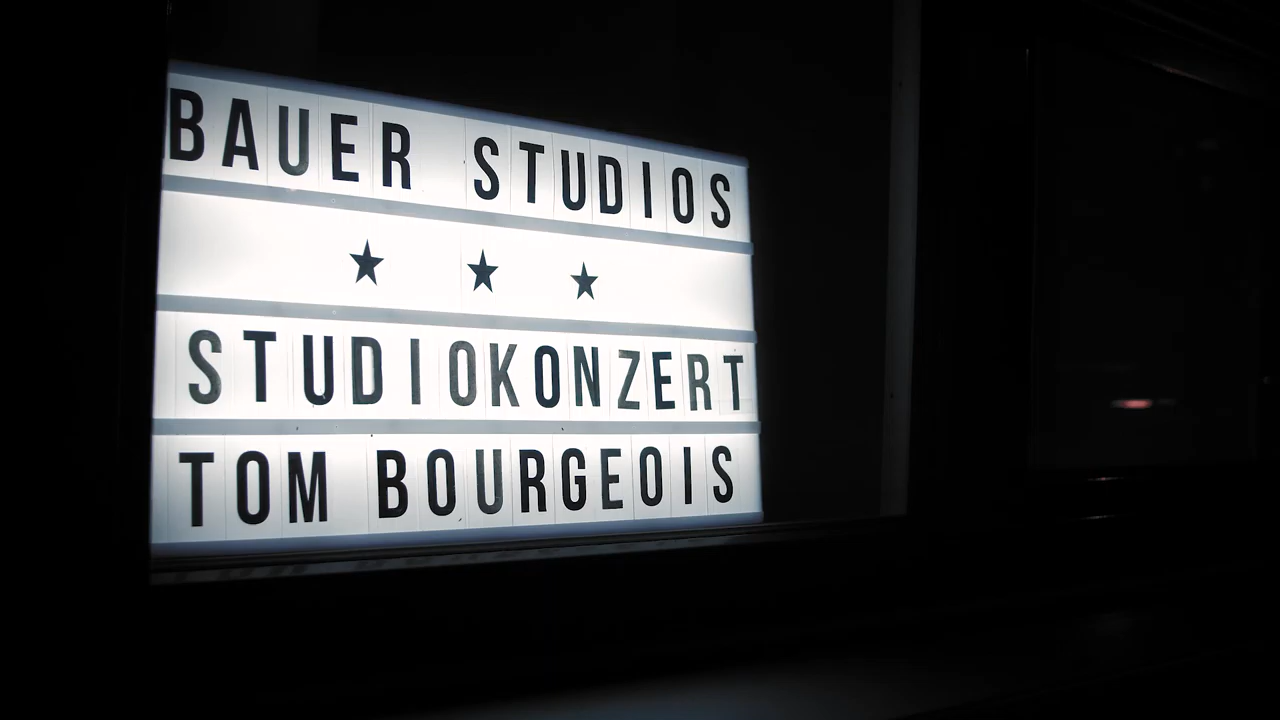 BAUER STUDIOS
★ ★ ★
STUDIOKONZERT
TOM BOURGEOIS